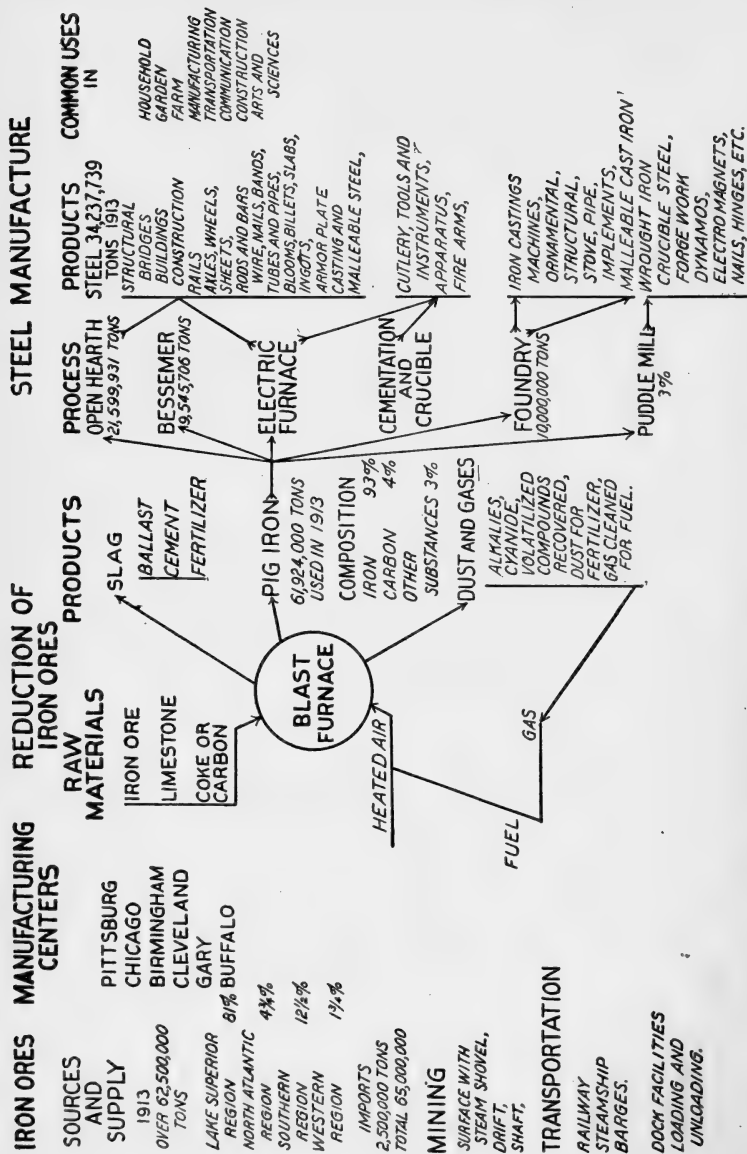 IRON ORES
SOURCES
AND
SUPPLY
1913
OVER 62,500,000
TONS
LAKE SUPERIOR
REGION 81%
NORTH ATLANTIC
REGION 4¾%
SOUTHERN
REGION 12½%
WESTERN
REGION 1¾%
IMPORTS
2,500,000 TONS
TOTAL 65,000,000
MINING
SURFACE WITH
STEAM SHOVEL,
DRIFT,
SHAFT,
TRANSPORTATION
RAILWAY
STEAMSHIP
BARGES.
DOCK FACILITIES
LOADING AND
UNLOADING.
MANUFACTURING
CENTERS
PITTSBURG
CHICAGO
BIRMINGHAM
CLEVELAND
GARY
BUFFALO
REDUCTION OF
IRON ORES
RAW
MATERIALS
IRON ORE
LIMESTONE
COKE OR
CARBON
BLAST
FURNACE
HEATED AIR
FUEL
GAS
PRODUCTS
SLAG
BALLAST
CEMENT
FERTILIZER
PIG IRON
61,924,000 TONS
USED IN 1913
COMPOSITION
IRON 93%
CARBON 4%
OTHER
SUBSTANCES 3%
DUST AND GASES
ALKALIES,
CYANIDE,
VOLATILIZED
COMPOUNDS
RECOVERED,
DUST FOR
FERTILIZER,
GAS CLEANED
FOR FUEL.
STEEL MANUFACTURE
PROCESS
OPEN HEARTH
21,599,931 TONS
BESSEMER
49,545,706 TONS
ELECTRIC
FURNACE
CEMENTATION
AND
CRUCIBLE
FOUNDRY
10,000,000 TONS
PUDDLE MILL
3%
PRODUCTS
STEEL 34,237,739
TONS 1913
STRUCTURAL
BRIDGES
BUILDINGS
CONSTRUCTION
RAILS
AXLES, WHEELS,
SHEETS,
RODS AND BARS
WIRE, NAILS, BANDS,
TUBES AND PIPES,
BLOOMS, BILLETS, SLABS,
INGOTS,
ARMOR PLATE
CASTING AND
MALLEABLE STEEL,
CUTLERY, TOOLS AND
INSTRUMENTS,
APPARATUS,
FIRE ARMS,
IRON CASTINGS
MACHINES,
ORNAMENTAL,
STRUCTURAL,
STOVE, PIPE,
IMPLEMENTS,
MALLEABLE CAST IRON'
WROUGHT IRON
CRUCIBLE STEEL,
FORGE WORK
DYNAMOS,
ELECTRO MAGNETS,
NAILS, HINGES, ETC.
COMMON USES
IN
HOUSEHOLD
GARDEN
FARM
MANUFACTURING
TRANSPORTATION
COMMUNICATION
CONSTRUCTION
ARTS AND
SCIENCES